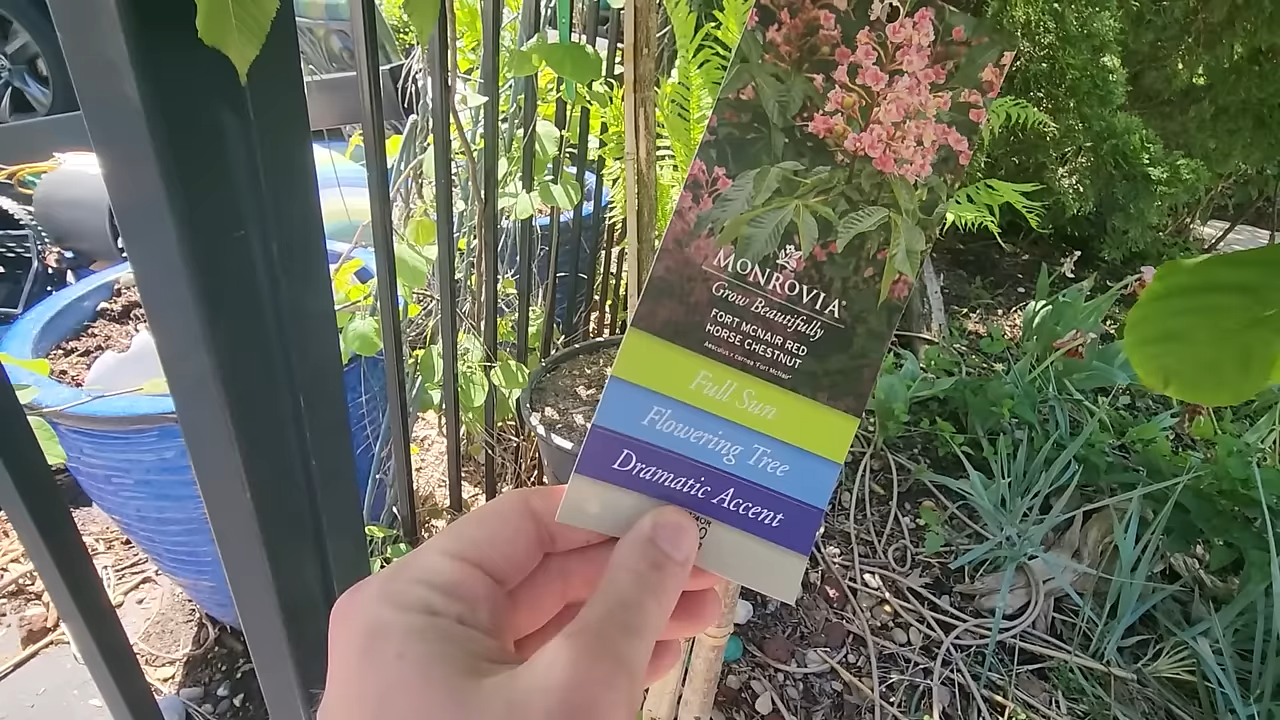 MONROVIA®
Grow Beautifully
FORT MCNAIR RED
HORSE CHESTNUT
Aesculus x carnea 'Fort McNair'
Full Sun
Flowering Tree
Dramatic Accent